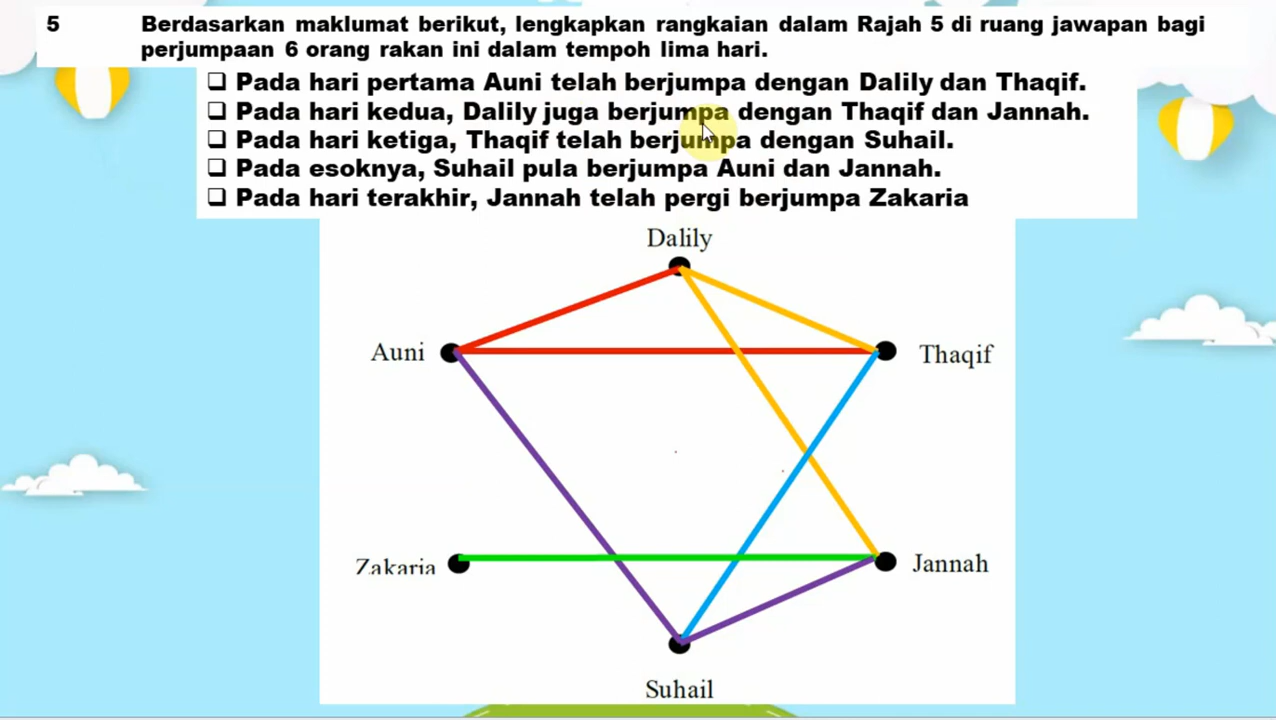 5 Berdasarkan maklumat berikut, lengkapkan rangkaian dalam Rajah 5 di ruang jawapan bagi
perjumpaan 6 orang rakan ini dalam tempoh lima hari.
❑ Pada hari pertama Auni telah berjumpa dengan Dalily dan Thaqif.
❑ Pada hari kedua, Dalily juga berjumpa dengan Thaqif dan Jannah.
❑ Pada hari ketiga, Thaqif telah berjumpa dengan Suhail.
❑ Pada esoknya, Suhail pula berjumpa Auni dan Jannah.
❑ Pada hari terakhir, Jannah telah pergi berjumpa Zakaria
Dalily
Auni
Thaqif
Zakaria
Jannah
Suhail